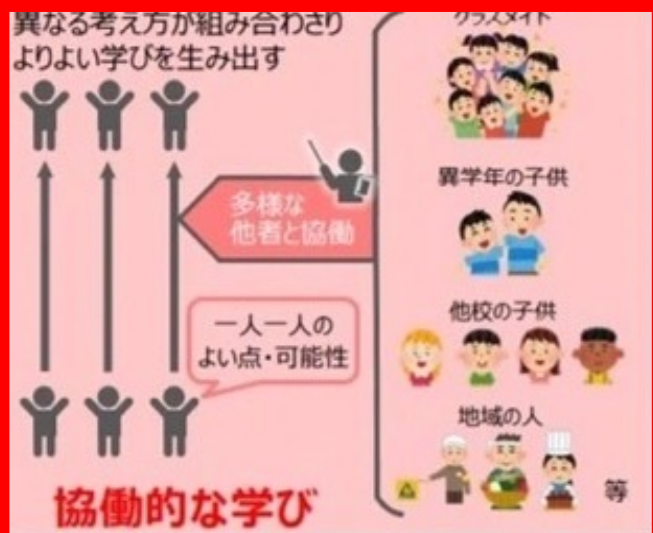 異なる考え方が組み合わさり
よりよい学びを生み出す
クラスメイト
多様な
他者と協働
異学年の子供
一人一人の
よい点・可能性
他校の子供
地域の人
等
協働的な学び